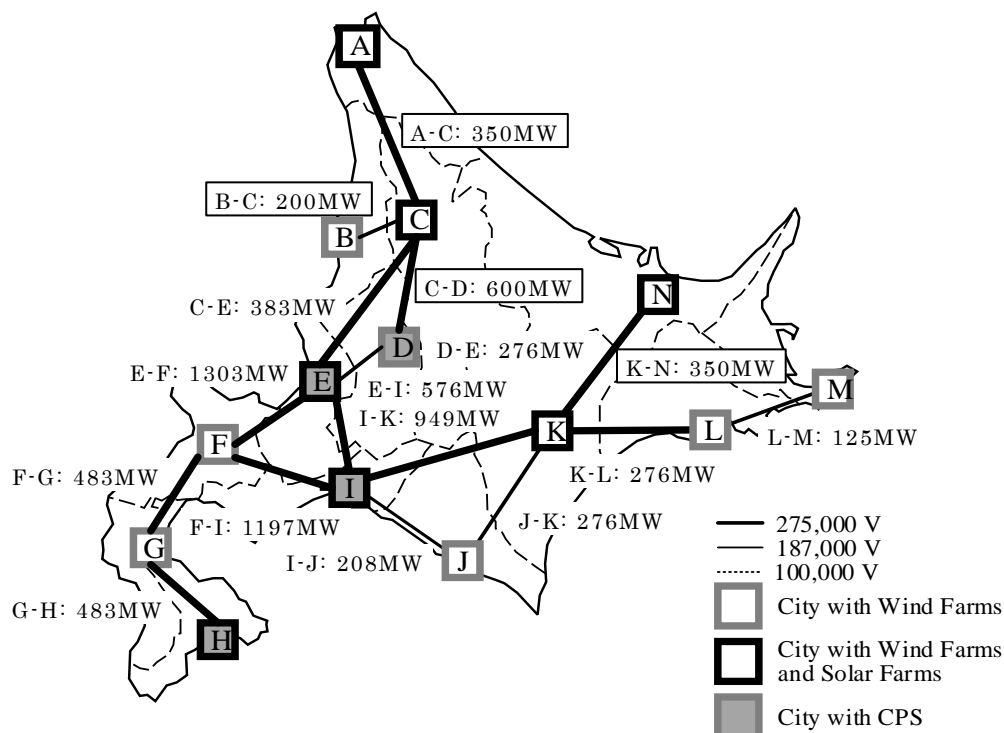 A
A-C: 350MW
B-C: 200MW
C
B
N
C-E: 383MW
C-D: 600MW
D
D-E: 276MW
K-N: 350MW
E-F: 1303MW
E
E-I: 576MW
M
I-K: 949MW
K
L
L-M: 125MW
F
F-G: 483MW
K-L: 276MW
I
F-I: 1197MW
J-K: 276MW
G
I-J: 208MW
J
G-H: 483MW
H
275,000 V
187,000 V
100,000 V
City with Wind Farms
City with Wind Farms
and Solar Farms
City with CPS